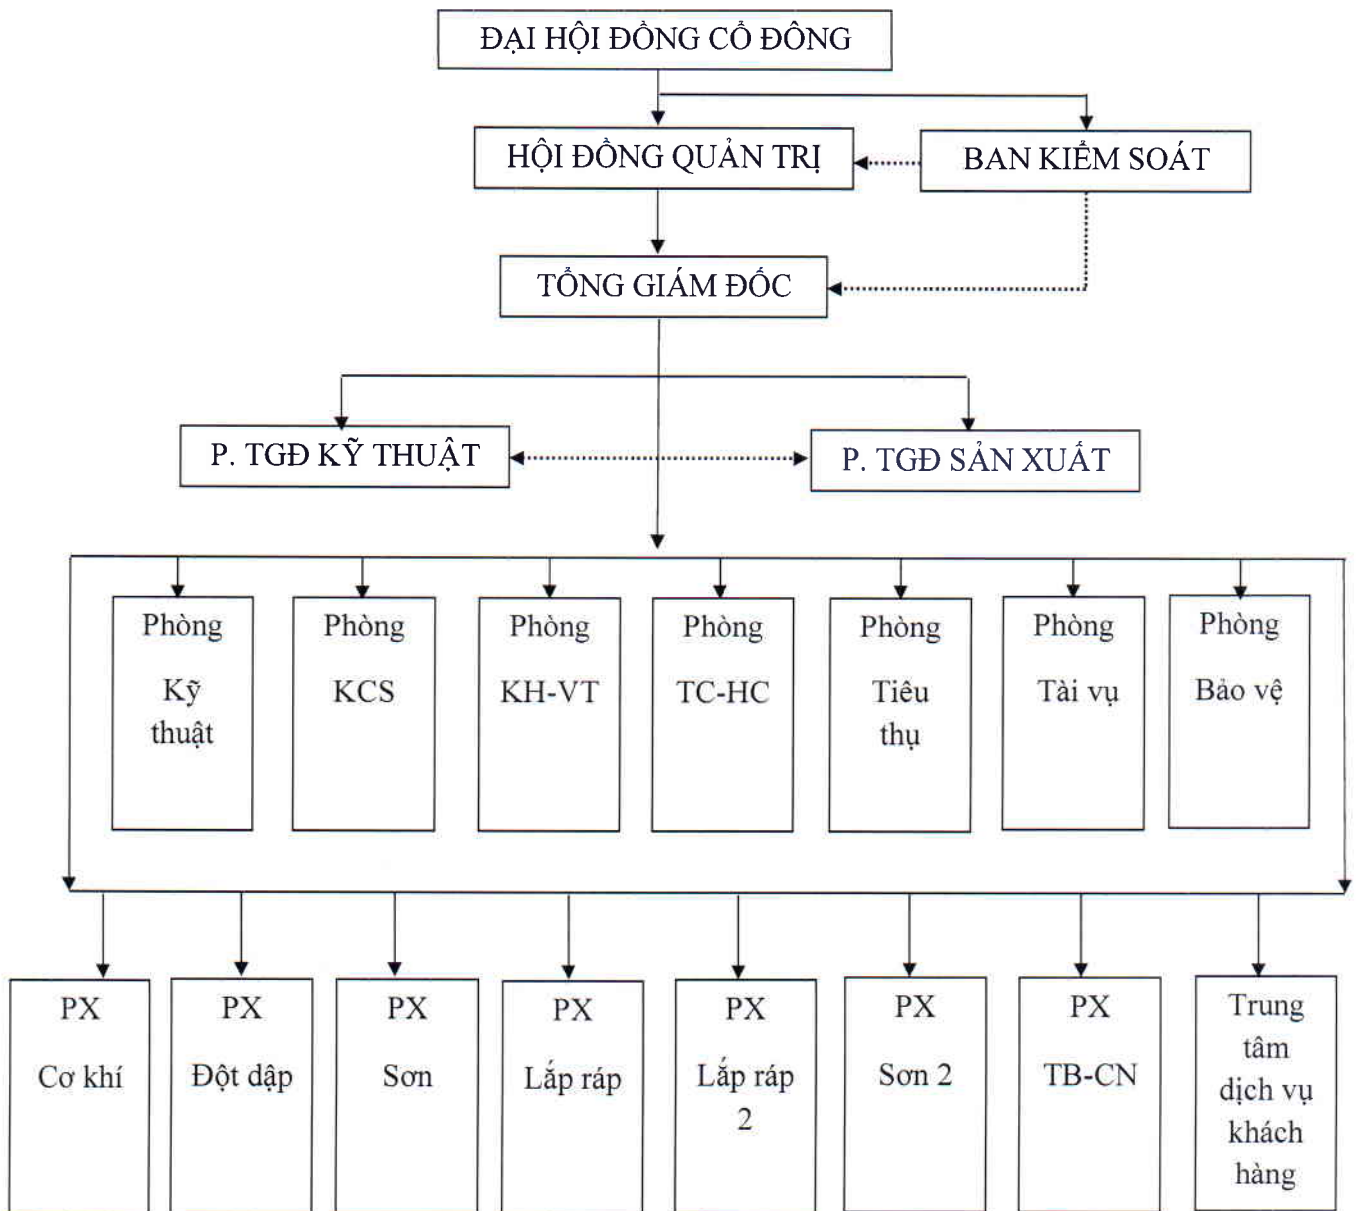 ĐẠI HỘI ĐỒNG CỔ ĐÔNG
HỘI ĐỒNG QUẢN TRỊ
BAN KIỂM SOÁT
TỔNG GIÁM ĐỐC
P. TGĐ KỸ THUẬT
P. TGĐ SẢN XUẤT
Phòng
Kỹ
thuật
Phòng
KCS
Phòng
KH-VT
Phòng
TC-HC
Phòng
Tiêu
thụ
Phòng
Tài vụ
Phòng
Bảo vệ
PX
Cơ khí
PX
Đột dập
PX
Sơn
PX
Lắp ráp
PX
Lắp ráp
2
PX
Sơn 2
PX
TB-CN
Trung
tâm
dịch vụ
khách
hàng